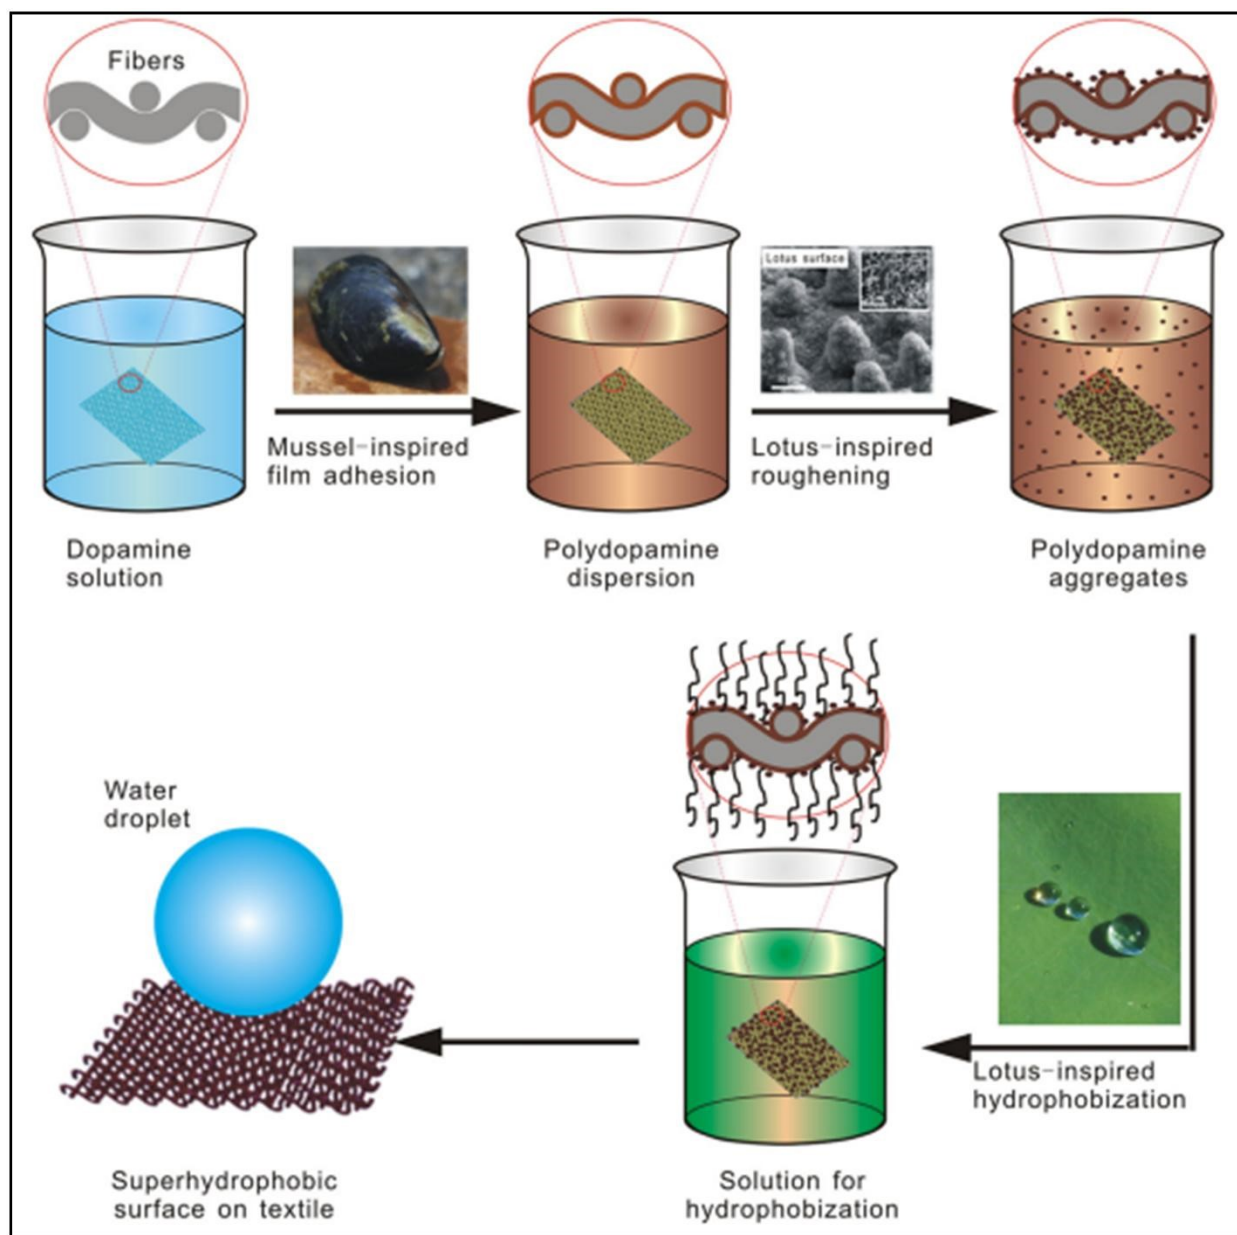 Fibers
Lotus surface
Mussel-inspired
film adhesion
Lotus-inspired
roughening
Dopamine
solution
Polydopamine
dispersion
Polydopamine
aggregates
Water
droplet
Lotus-inspired
hydrophobization
Superhydrophobic
surface on textile
Solution for
hydrophobization